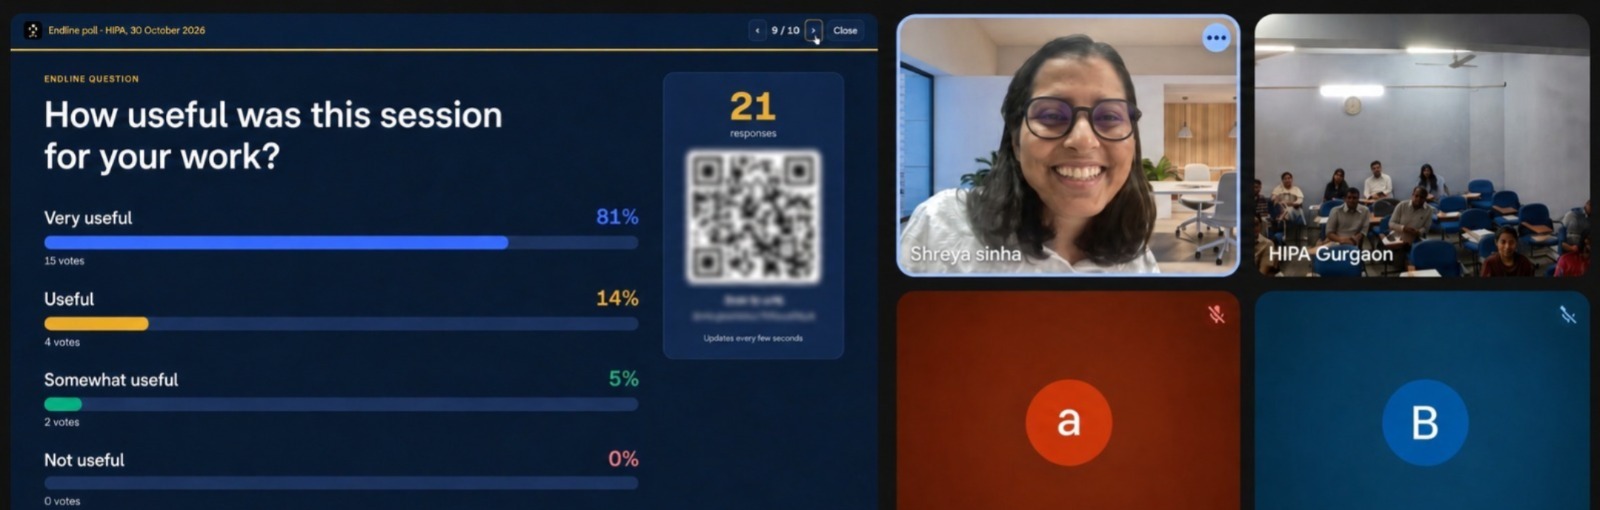 Endline poll - HIPA, 30 October 2026
9 / 10
Close
ENDLINE QUESTION
How useful was this session
for your work?
Very useful
81%
15 votes
Useful
14%
4 votes
Somewhat useful
5%
2 votes
Not useful
0%
0 votes
21
responses
Updates every few seconds
Shreya sinha
HIPA Gurgaon
a
B